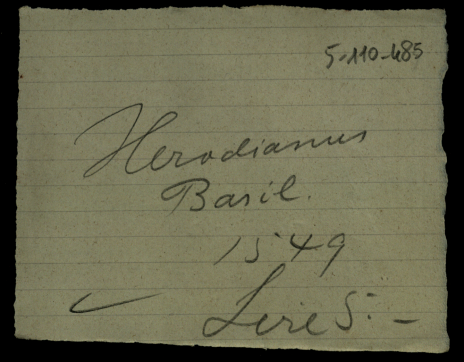 5-110-485
Herodianus
Basil.
1549
Lire 5.-